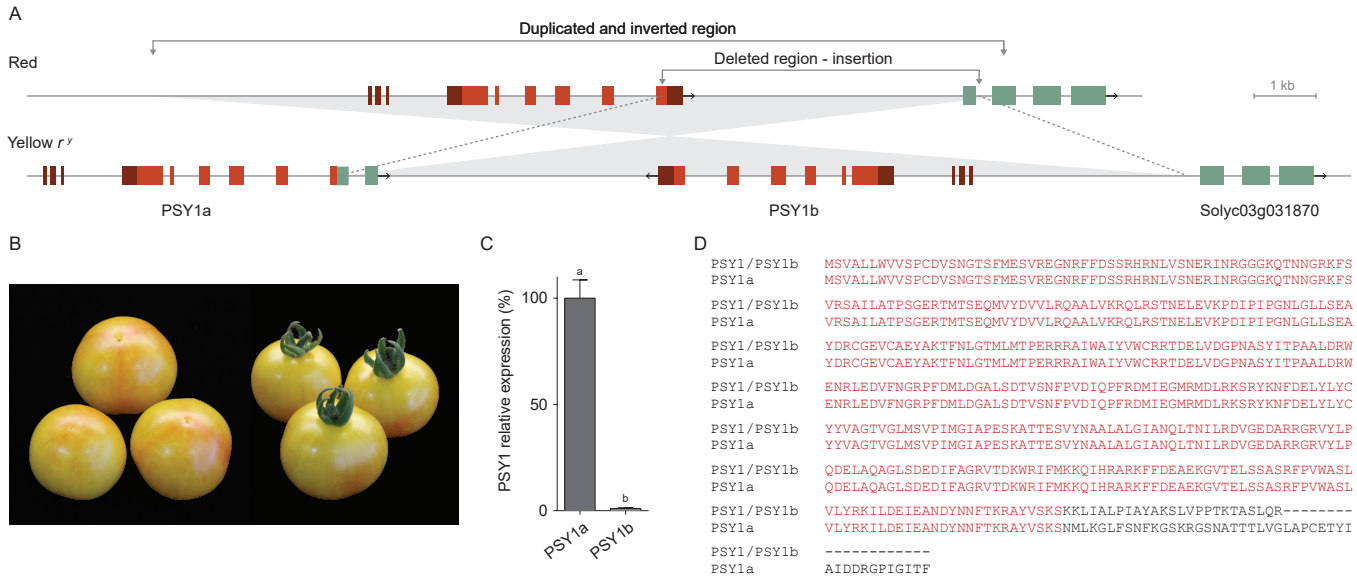 A
Duplicated and inverted region
Red
Deleted region - insertion
1 kb
Yellow r y
PSY1a
PSY1b
Solyc03g031870
B
C
PSY1 relative expression (%)
100
50
0
a
b
PSY1a
PSY1b
D
PSY1/PSY1b MSVALLWVVSPCDVSNGTSFMESVREGNRFFDSSRHRNLVSNERINRGGGKQTNNGRKFS
PSY1a MSVALLWVVSPCDVSNGTSFMESVREGNRFFDSSRHRNLVSNERINRGGGKQTNNGRKFS
PSY1/PSY1b VRSAILATPSGERTMTSEQMVYDVVLRQAALVKRQLRSTNELEVKPDIPIPGNLGLLSEA
PSY1a VRSAILATPSGERTMTSEQMVYDVVLRQAALVKRQLRSTNELEVKPDIPIPGNLGLLSEA
PSY1/PSY1b YDRCGEVCAEYAKTFNLGTMLMTPERRRAIWAIYVWCRRTDELVDGPNASYITPAALDRW
PSY1a YDRCGEVCAEYAKTFNLGTMLMTPERRRAIWAIYVWCRRTDELVDGPNASYITPAALDRW
PSY1/PSY1b ENRLEDVFNGRPFDMLDGALSDTVSNFPVDIQPFRDMIEGMRMDLRKSRYKNFDELYLYC
PSY1a ENRLEDVFNGRPFDMLDGALSDTVSNFPVDIQPFRDMIEGMRMDLRKSRYKNFDELYLYC
PSY1/PSY1b YYVAGTVGLMSVPIMGIAPESKATTESVYNAALALGIANQLTNILRDVGEDARRGRVYLP
PSY1a YYVAGTVGLMSVPIMGIAPESKATTESVYNAALALGIANQLTNILRDVGEDARRGRVYLP
PSY1/PSY1b QDELAQAGLSDEDIFAGRVTDKWRIFMKKQIHRARKFFDEAEKGVTELSSASRFPVWASL
PSY1a QDELAQAGLSDEDIFAGRVTDKWRIFMKKQIHRARKFFDEAEKGVTELSSASRFPVWASL
PSY1/PSY1b VLYRKILDEIEANDYNNFTKRAYVSKSKKLIALPIAYAKSLVPPTKTASLQR--------
PSY1a VLYRKILDEIEANDYNNFTKRAYVSKSNMLKGLFSNFKGSKRGSNATTTLVGLAPCETYI
PSY1/PSY1b ------------
PSY1a AIDDRGPIGITF